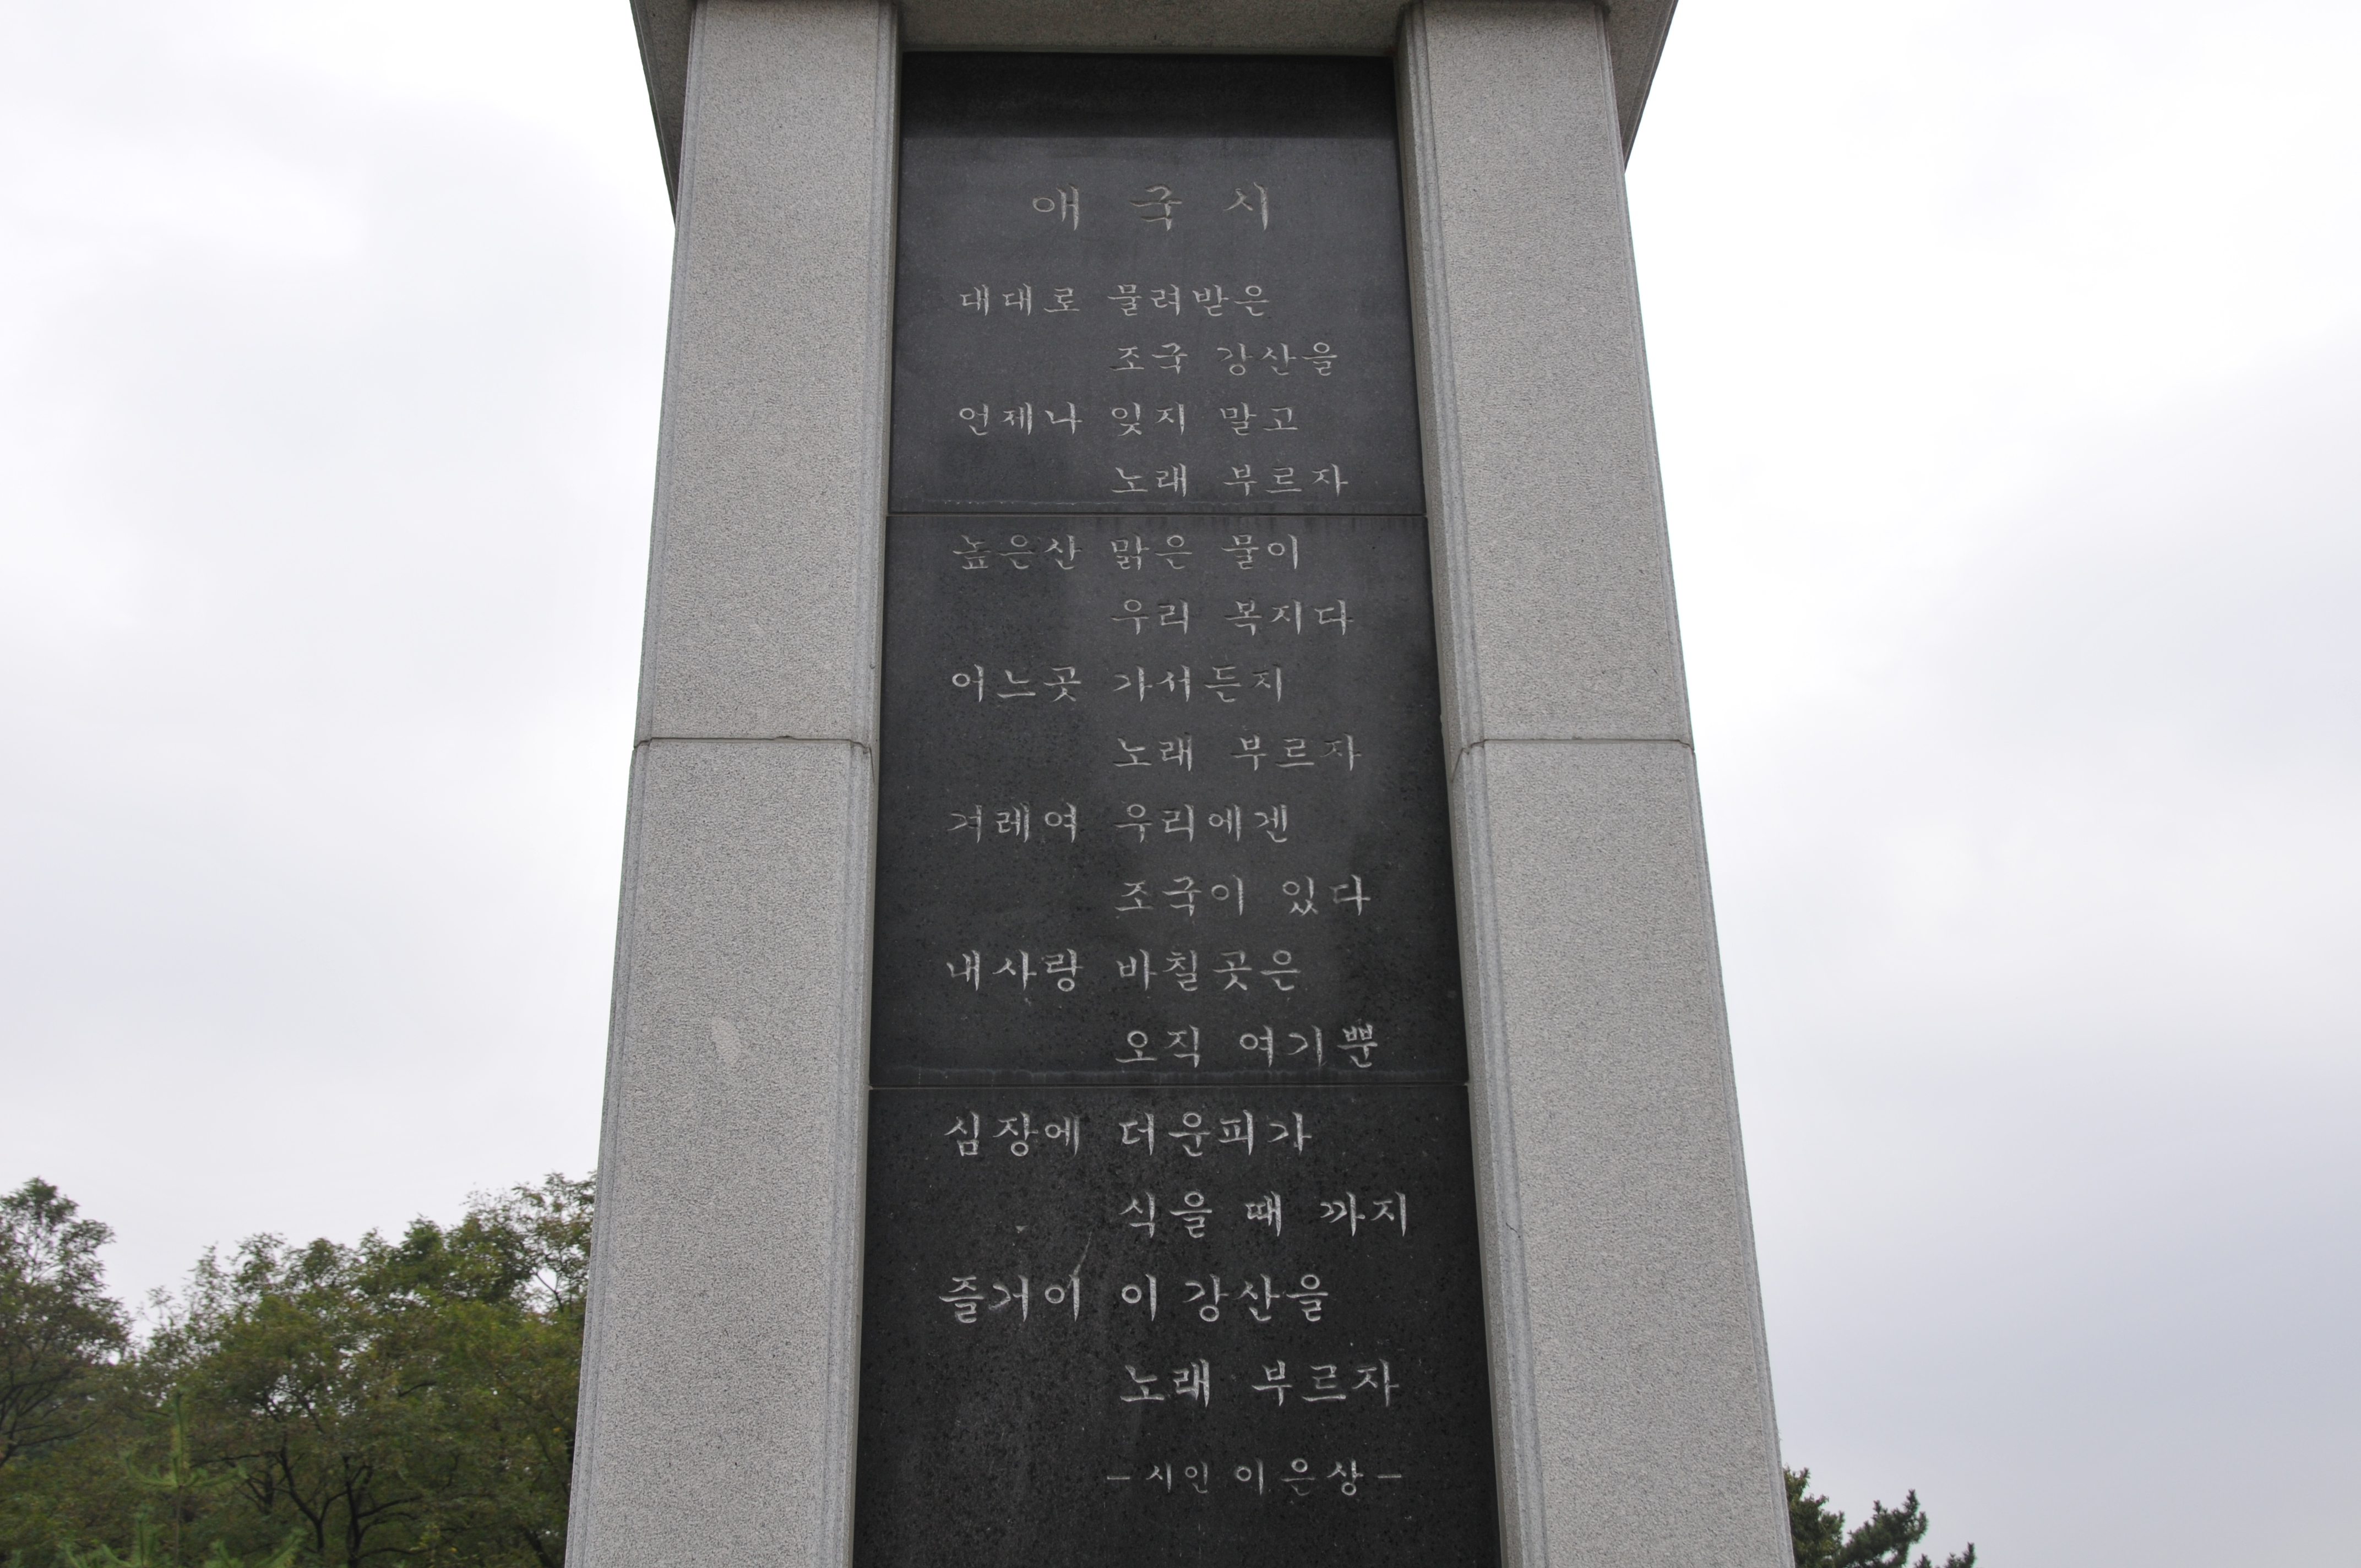 애 국 시
대대로 물려받은
조국 강산을
언제나 잊지 말고
노래 부르자
높은산 맑은 물이
우리 복지다
어느곳 가서든지
노래 부르자
겨레여 우리에겐
조국이 있다
내사랑 바칠곳은
오직 여기뿐
심장에 더운피가
식을 때 까지
즐거이 이 강산을
노래 부르자
- 시인 이은상 -